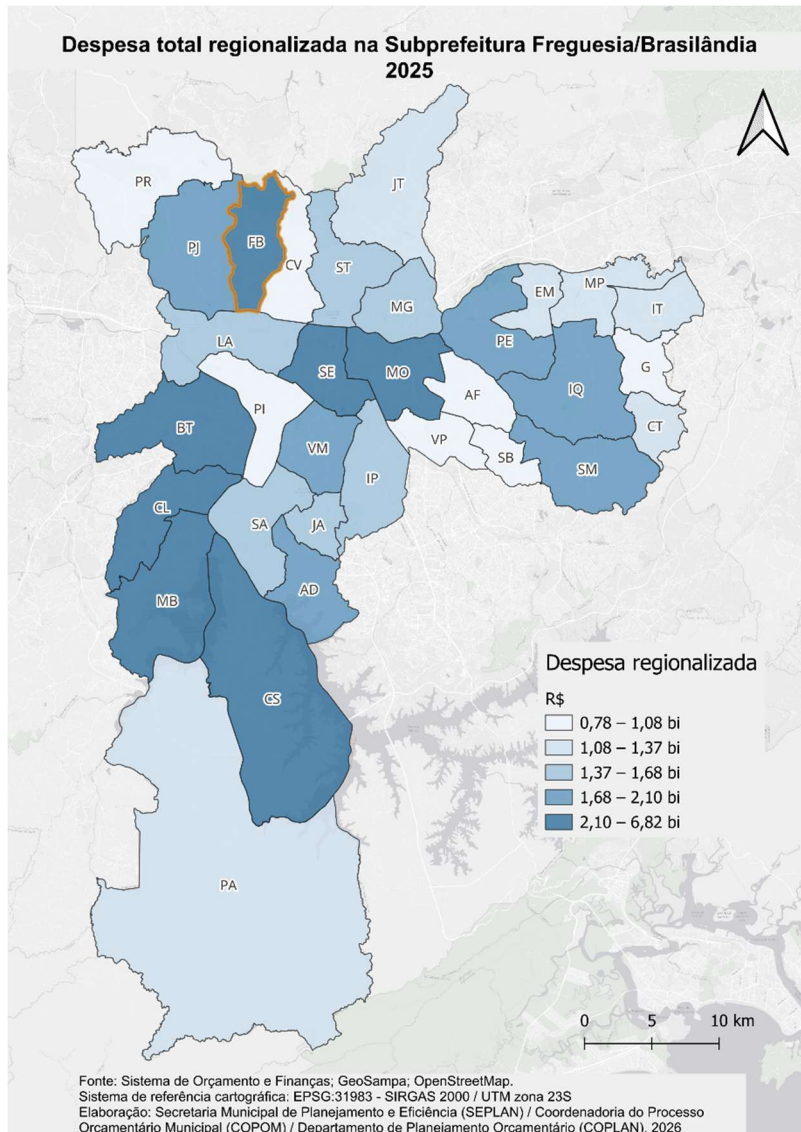 Despesa total regionalizada na Subprefeitura Freguesia/Brasilândia
2025
PR
JT
PJ
FB
CV
ST
MG
EM
MP
IT
LA
PE
SE
MO
G
IQ
AF
PI
BT
CT
VM
VP
SB
SM
IP
CL
SA
JA
AD
MB
CS
PA
Despesa regionalizada
R$
0,78 – 1,08 bi
1,08 – 1,37 bi
1,37 – 1,68 bi
1,68 – 2,10 bi
2,10 – 6,82 bi
0 5 10 km
Fonte: Sistema de Orçamento e Finanças; GeoSampa; OpenStreetMap.
Sistema de referência cartográfica: EPSG:31983 - SIRGAS 2000 / UTM zona 23S
Elaboração: Secretaria Municipal de Planejamento e Eficiência (SEPLAN) / Coordenadoria do Processo
Orçamentário Municipal (COPOM) / Departamento de Planejamento Orçamentário (COPLAN), 2026